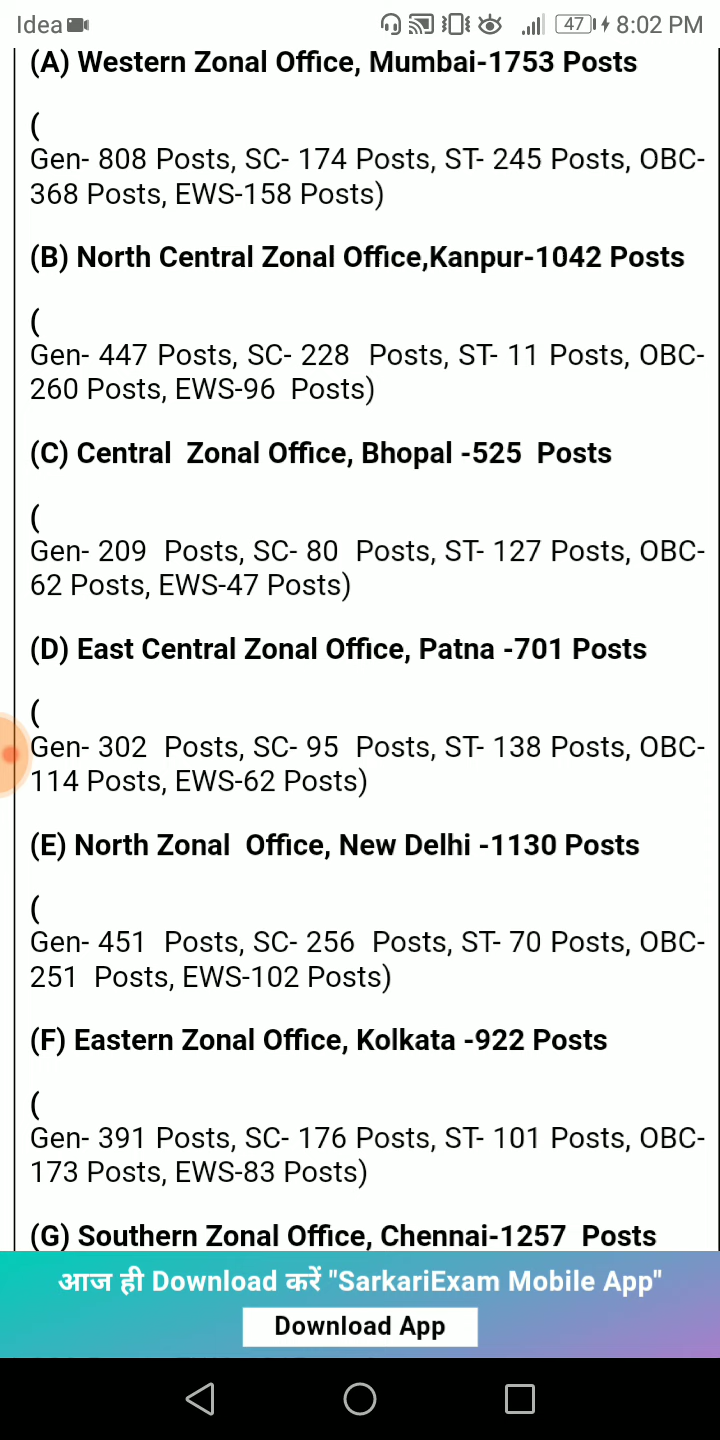 Idea 47 8:02 PM
(A) Western Zonal Office, Mumbai-1753 Posts
(
Gen- 808 Posts, SC- 174 Posts, ST- 245 Posts, OBC-
368 Posts, EWS-158 Posts)
(B) North Central Zonal Office,Kanpur-1042 Posts
(
Gen- 447 Posts, SC- 228  Posts, ST- 11 Posts, OBC-
260 Posts, EWS-96  Posts)
(C) Central  Zonal Office, Bhopal -525  Posts
(
Gen- 209  Posts, SC- 80  Posts, ST- 127 Posts, OBC-
62 Posts, EWS-47 Posts)
(D) East Central Zonal Office, Patna -701 Posts
(
Gen- 302  Posts, SC- 95  Posts, ST- 138 Posts, OBC-
114 Posts, EWS-62 Posts)
(E) North Zonal  Office, New Delhi -1130 Posts
(
Gen- 451  Posts, SC- 256  Posts, ST- 70 Posts, OBC-
251  Posts, EWS-102 Posts)
(F) Eastern Zonal Office, Kolkata -922 Posts
(
Gen- 391 Posts, SC- 176 Posts, ST- 101 Posts, OBC-
173 Posts, EWS-83 Posts)
(G) Southern Zonal Office, Chennai-1257  Posts
आज ही Download करें "SarkariExam Mobile App"
Download App